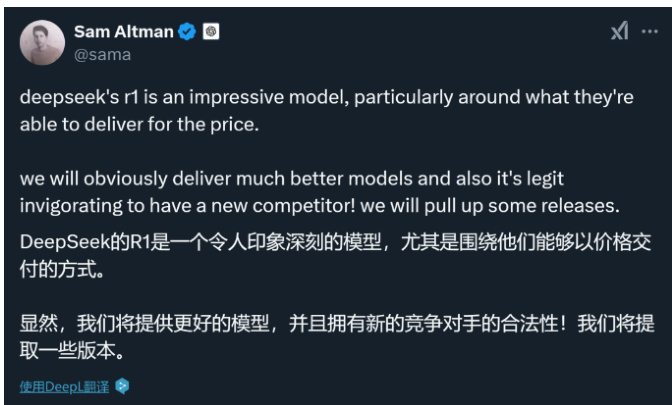 Sam Altman
@sama
deepseek's r1 is an impressive model, particularly around what they're
able to deliver for the price.
we will obviously deliver much better models and also it's legit
invigorating to have a new competitor! we will pull up some releases.
DeepSeek的R1是一个令人印象深刻的模型，尤其是围绕他们能够以价格交
付的方式。
显然，我们将提供更好的模型，并且拥有新的竞争对手的合法性！我们将提
取一些版本。
使用DeepL翻译